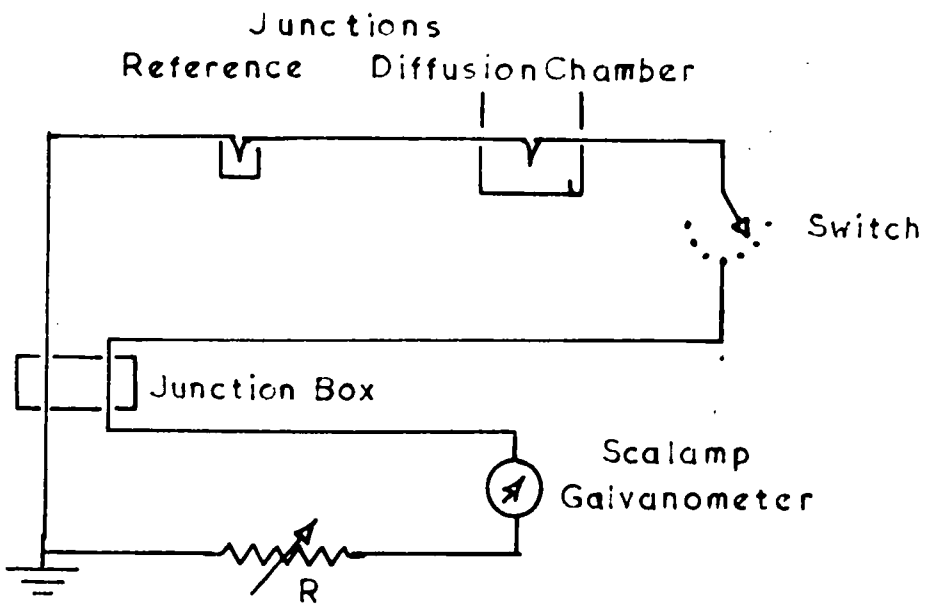 Junctions
Reference Diffusion Chamber
Switch
Junction Box
Scalamp
Galvanometer
R